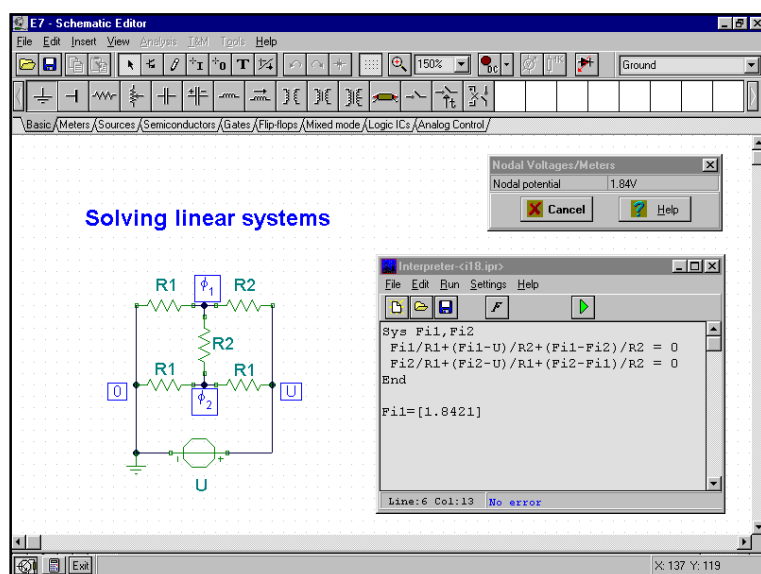 E7 - Schematic Editor
File Edit Insert View Analysis T&M Tools Help
150% DC Ground
Basic Meters Sources Semiconductors Gates Flip-flops Mixed mode Logic ICs Analog Control
Nodal Voltages/Meters
Nodal potential 1.84V
Cancel Help
Solving linear systems
R1 ϕ1 R2
R2
R1 R1
0 ϕ2 U
U
Interpreter-<i18.ipr>
File Edit Run Settings Help
F
Sys Fi1,Fi2
Fi1/R1+(Fi1-U)/R2+(Fi1-Fi2)/R2 = 0
Fi2/R1+(Fi2-U)/R1+(Fi2-Fi1)/R2 = 0
End
Fi1=[1.8421]
Line:6 Col:13 No error
Exit X: 137 Y: 119